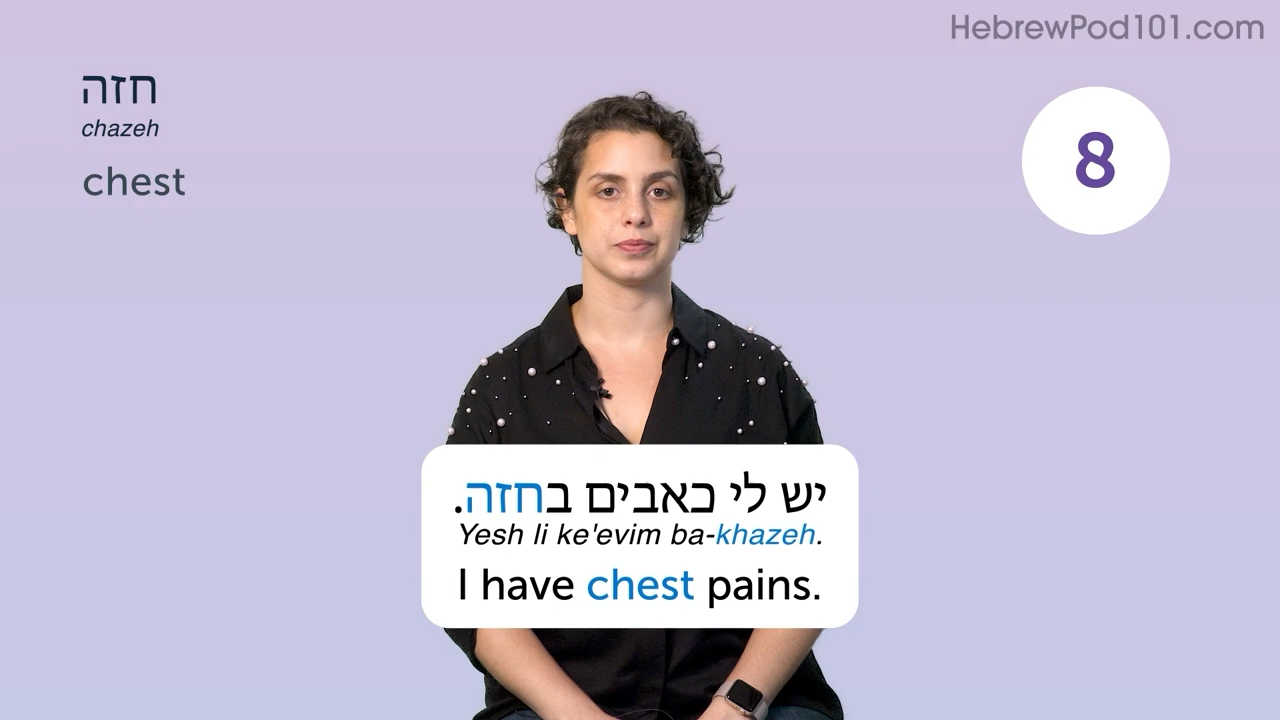 HebrewPod101.com
חזה
chazeh
chest
8
יש לי כאבים בחזה.
Yesh li ke'evim ba-khazeh.
I have chest pains.